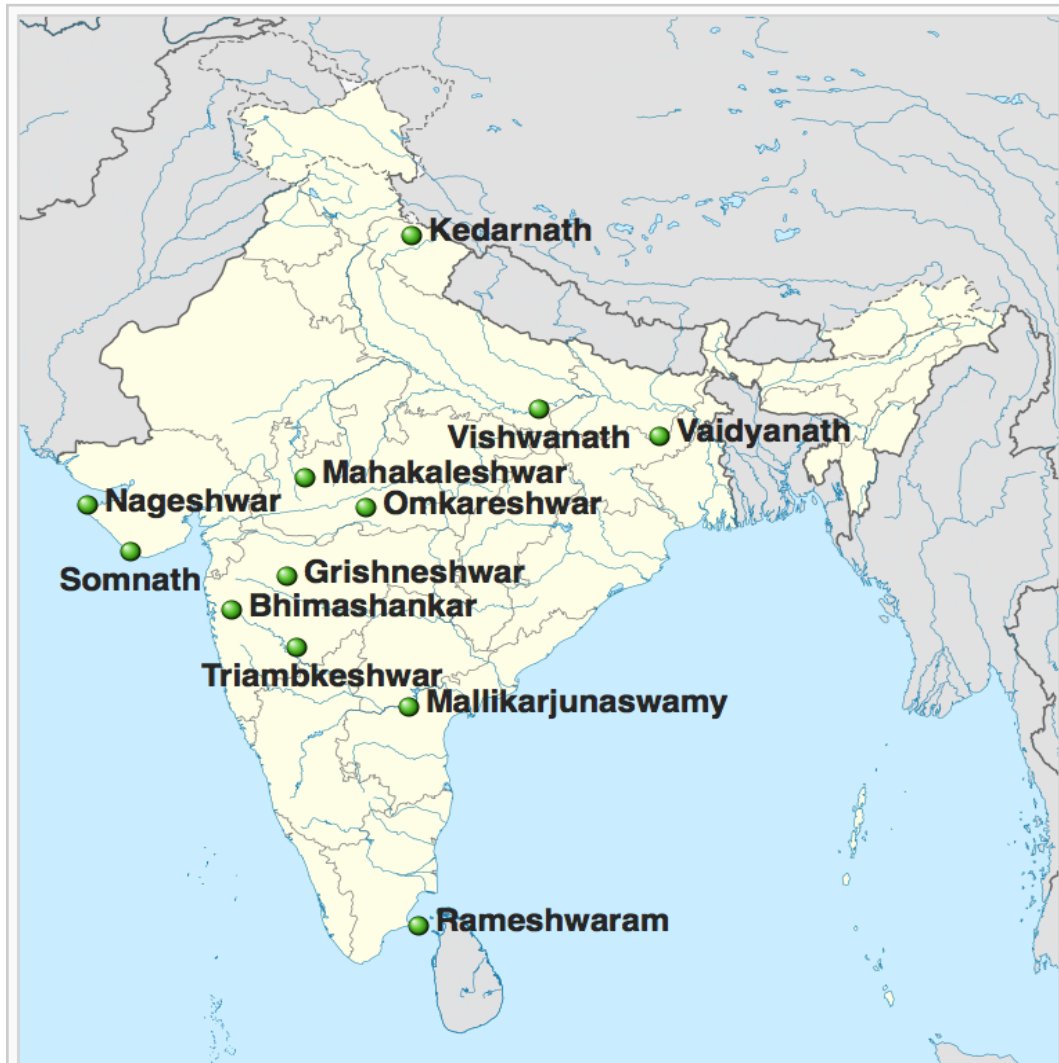 Kedarnath
Vishwanath
Vaidyanath
Mahakaleshwar
Nageshwar
Omkareshwar
Somnath
Grishneshwar
Bhimashankar
Triambkeshwar
Mallikarjunaswamy
Rameshwaram